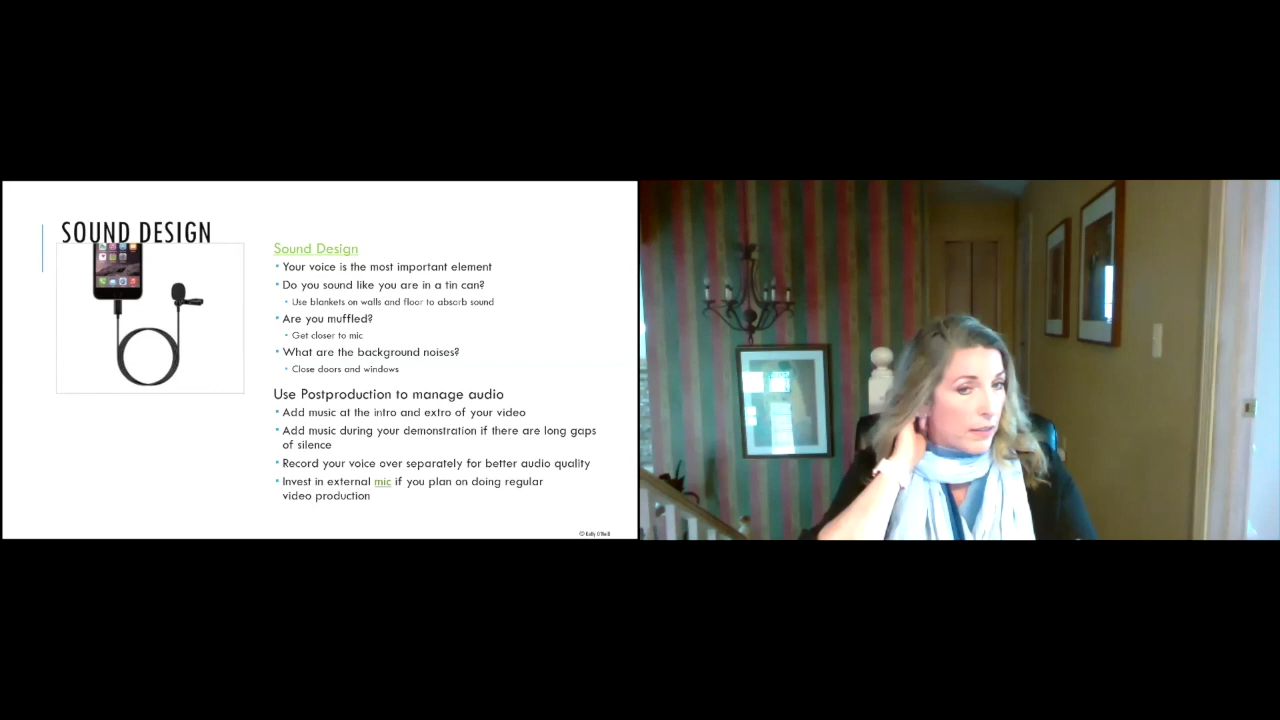 SOUND DESIGN
Sound Design
Your voice is the most important element
Do you sound like you are in a tin can?
Use blankets on walls and floor to absorb sound
Are you muffled?
Get closer to mic
What are the background noises?
Close doors and windows
Use Postproduction to manage audio
Add music at the intro and extro of your video
Add music during your demonstration if there are long gaps
of silence
Record your voice over separately for better audio quality
Invest in external mic if you plan on doing regular
video production
© Kelly O'Neill